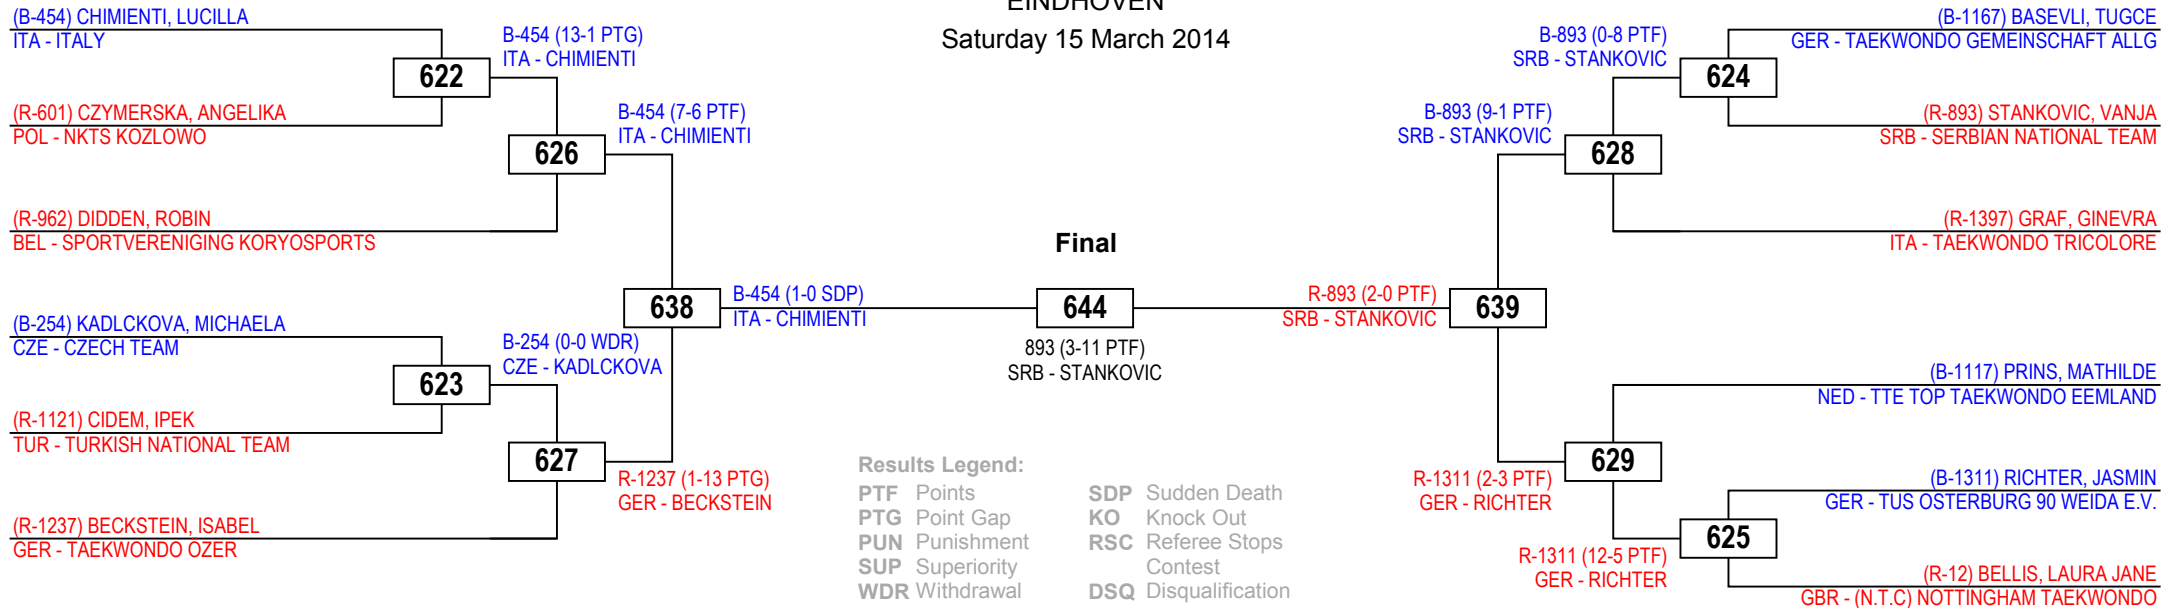 EINDHOVEN
Saturday 15 March 2014
(B-454) CHIMIENTI, LUCILLA
ITA - ITALY
B-454 (13-1 PTG)
ITA - CHIMIENTI
622
(R-601) CZYMERSKA, ANGELIKA
POL - NKTS KOZLOWO
B-454 (7-6 PTF)
ITA - CHIMIENTI
626
(R-962) DIDDEN, ROBIN
BEL - SPORTVERENIGING KORYOSPORTS
638
B-454 (1-0 SDP)
ITA - CHIMIENTI
(B-254) KADLCKOVA, MICHAELA
CZE - CZECH TEAM
B-254 (0-0 WDR)
CZE - KADLCKOVA
623
(R-1121) CIDEM, IPEK
TUR - TURKISH NATIONAL TEAM
627
R-1237 (1-13 PTG)
GER - BECKSTEIN
(R-1237) BECKSTEIN, ISABEL
GER - TAEKWONDO OZER
Final
644
893 (3-11 PTF)
SRB - STANKOVIC
Results Legend:
PTF Points
PTG Point Gap
PUN Punishment
SUP Superiority
WDR Withdrawal
SDP Sudden Death
KO Knock Out
RSC Referee Stops
Contest
DSQ Disqualification
(B-1167) BASEVLI, TUGCE
GER - TAEKWONDO GEMEINSCHAFT ALLG
B-893 (0-8 PTF)
SRB - STANKOVIC
624
(R-893) STANKOVIC, VANJA
SRB - SERBIAN NATIONAL TEAM
B-893 (9-1 PTF)
SRB - STANKOVIC
628
(R-1397) GRAF, GINEVRA
ITA - TAEKWONDO TRICOLORE
R-893 (2-0 PTF)
SRB - STANKOVIC
639
(B-1117) PRINS, MATHILDE
NED - TTE TOP TAEKWONDO EEMLAND
629
R-1311 (2-3 PTF)
GER - RICHTER
(B-1311) RICHTER, JASMIN
GER - TUS OSTERBURG 90 WEIDA E.V.
625
R-1311 (12-5 PTF)
GER - RICHTER
(R-12) BELLIS, LAURA JANE
GBR - (N.T.C) NOTTINGHAM TAEKWONDO